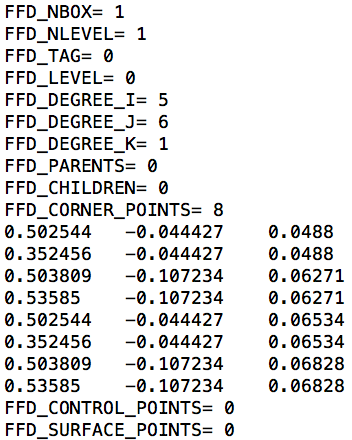 FFD_NBOX= 1
FFD_NLEVEL= 1
FFD_TAG= 0
FFD_LEVEL= 0
FFD_DEGREE_I= 5
FFD_DEGREE_J= 6
FFD_DEGREE_K= 1
FFD_PARENTS= 0
FFD_CHILDREN= 0
FFD_CORNER_POINTS= 8
0.502544 -0.044427 0.0488
0.352456 -0.044427 0.0488
0.503809 -0.107234 0.06271
0.53585 -0.107234 0.06271
0.502544 -0.044427 0.06534
0.352456 -0.044427 0.06534
0.503809 -0.107234 0.06828
0.53585 -0.107234 0.06828
FFD_CONTROL_POINTS= 0
FFD_SURFACE_POINTS= 0